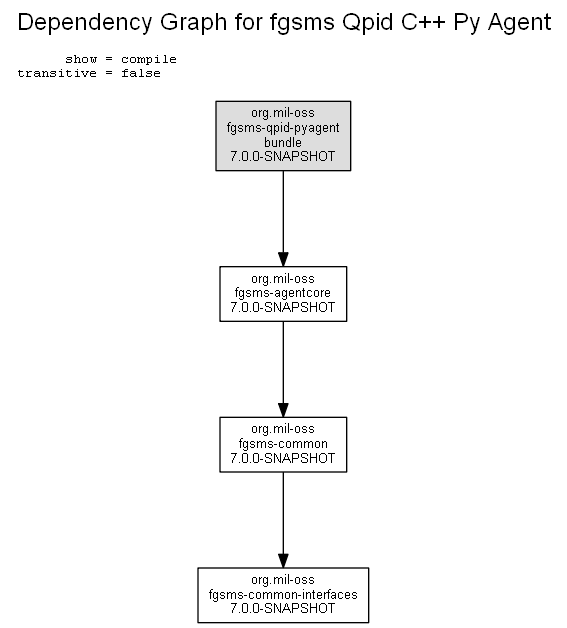 Dependency Graph for fgsms Qpid C++ Py Agent
show = compile
transitive = false
org.mil-oss
fgsms-qpid-pyagent
bundle
7.0.0-SNAPSHOT
org.mil-oss
fgsms-agentcore
7.0.0-SNAPSHOT
org.mil-oss
fgsms-common
7.0.0-SNAPSHOT
org.mil-oss
fgsms-common-interfaces
7.0.0-SNAPSHOT